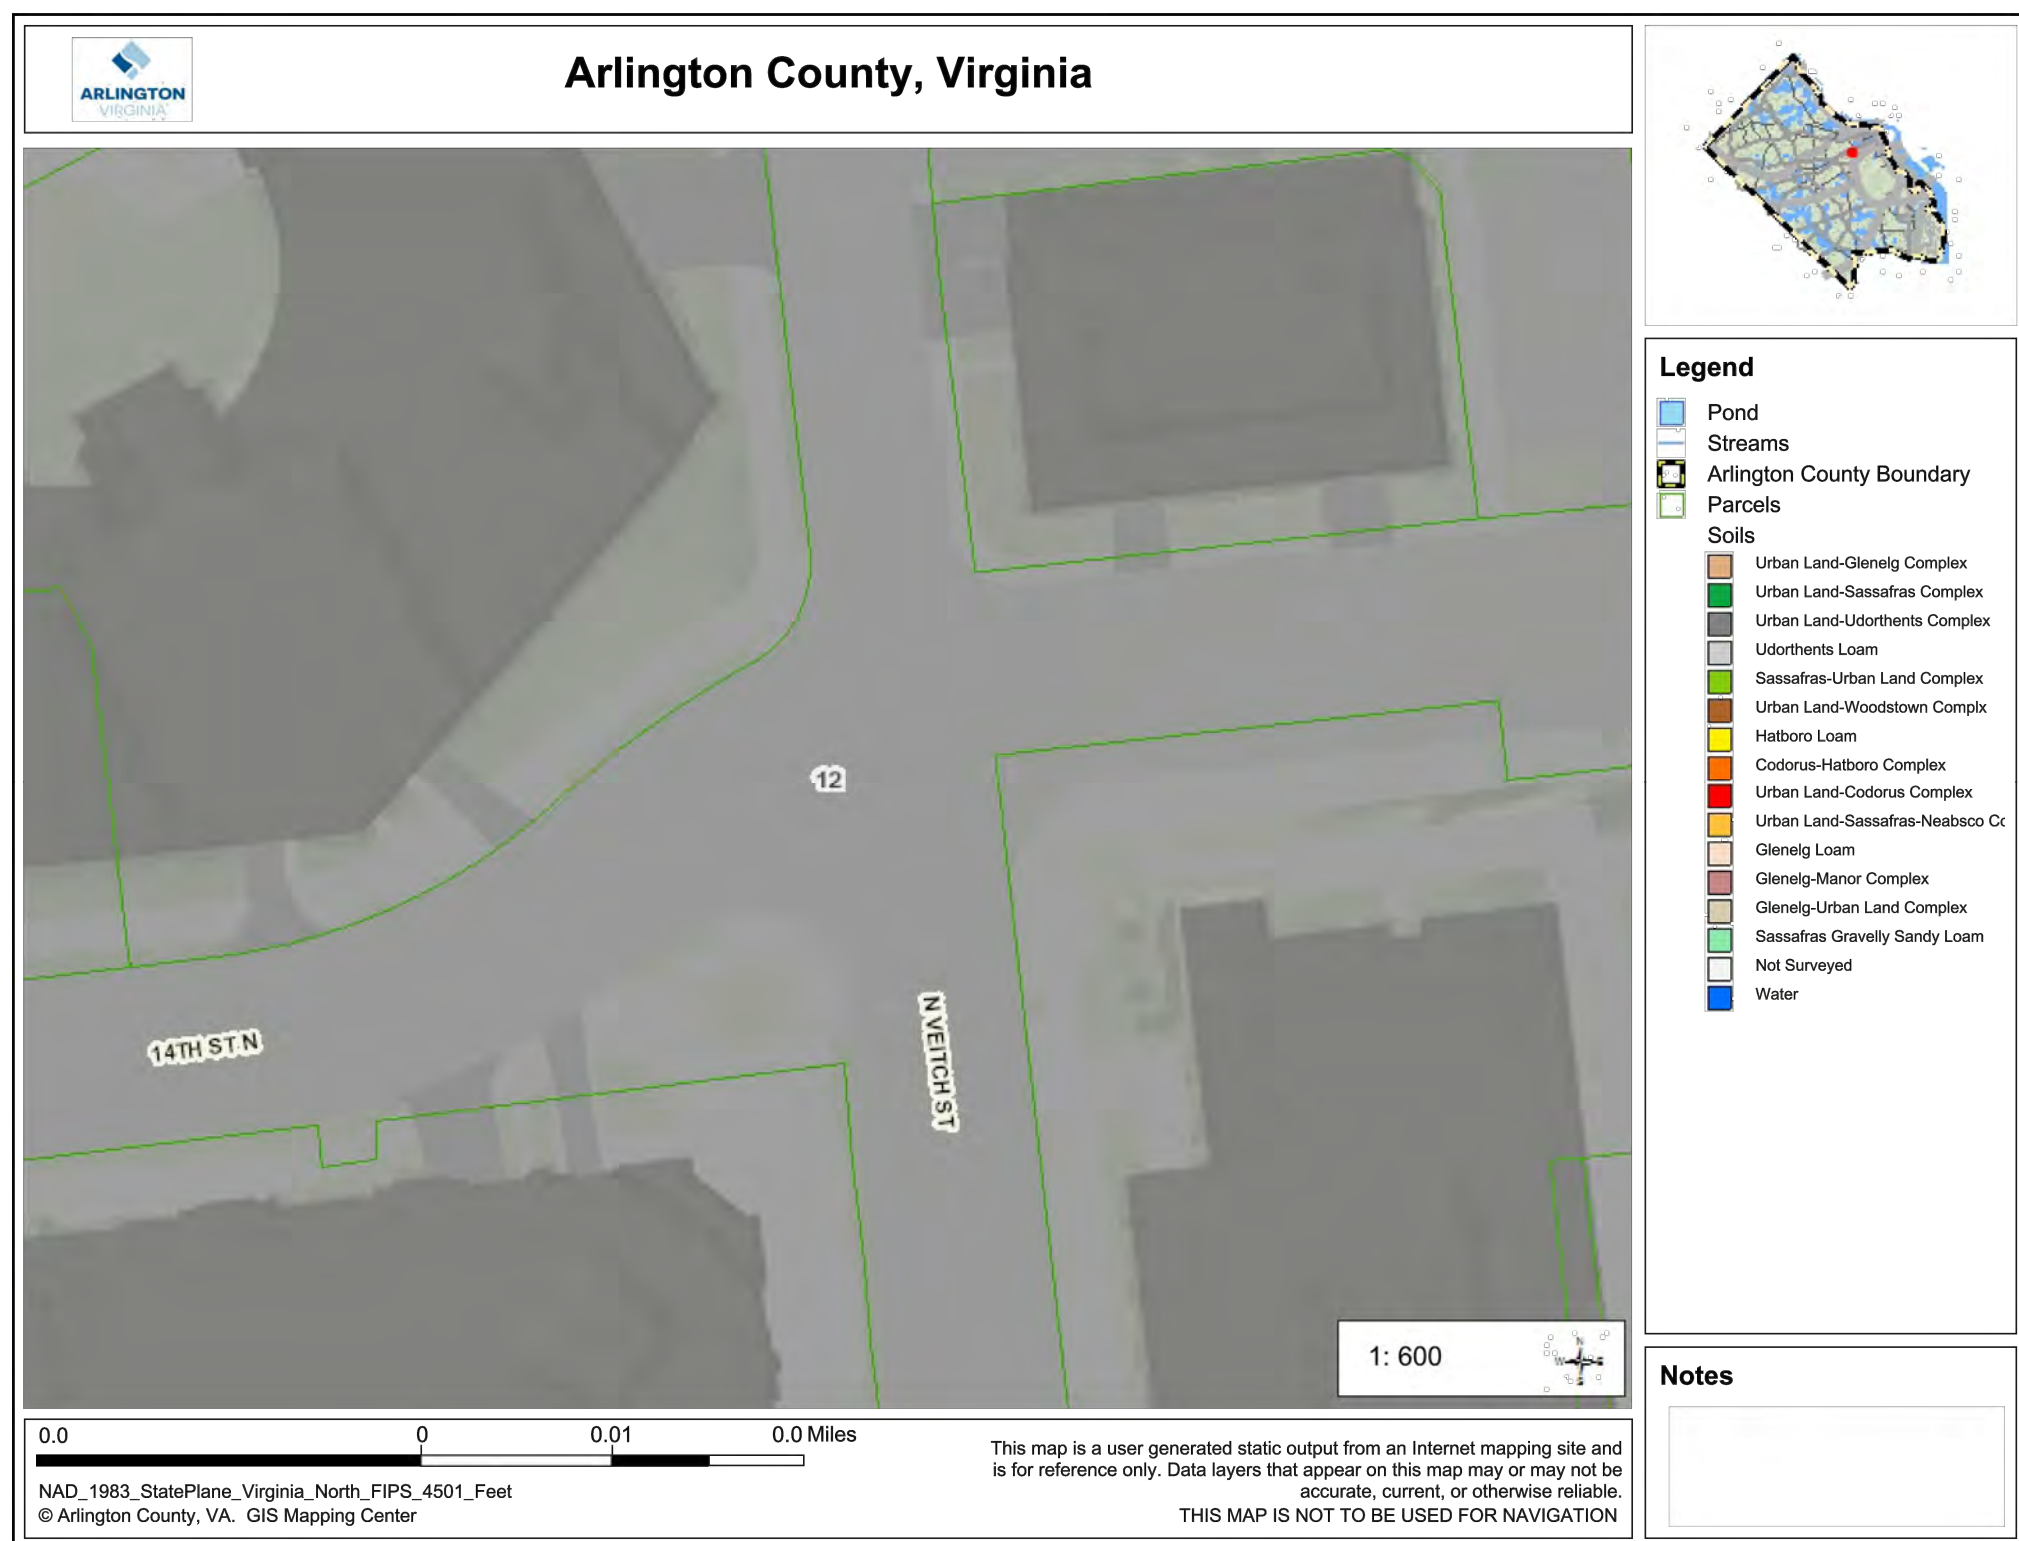 ARLINGTON
VIRGINIA
Arlington County, Virginia
12
14TH ST N
N VEITCH ST
1: 600
N
W
E
S
Legend
Pond
Streams
Arlington County Boundary
Parcels
Soils
Urban Land-Glenelg Complex
Urban Land-Sassafras Complex
Urban Land-Udorthents Complex
Udorthents Loam
Sassafras-Urban Land Complex
Urban Land-Woodstown Complx
Hatboro Loam
Codorus-Hatboro Complex
Urban Land-Codorus Complex
Urban Land-Sassafras-Neabsco Co
Glenelg Loam
Glenelg-Manor Complex
Glenelg-Urban Land Complex
Sassafras Gravelly Sandy Loam
Not Surveyed
Water
Notes
0.0 0 0.01 0.0 Miles
NAD_1983_StatePlane_Virginia_North_FIPS_4501_Feet
© Arlington County, VA. GIS Mapping Center
This map is a user generated static output from an Internet mapping site and
is for reference only. Data layers that appear on this map may or may not be
accurate, current, or otherwise reliable.
THIS MAP IS NOT TO BE USED FOR NAVIGATION